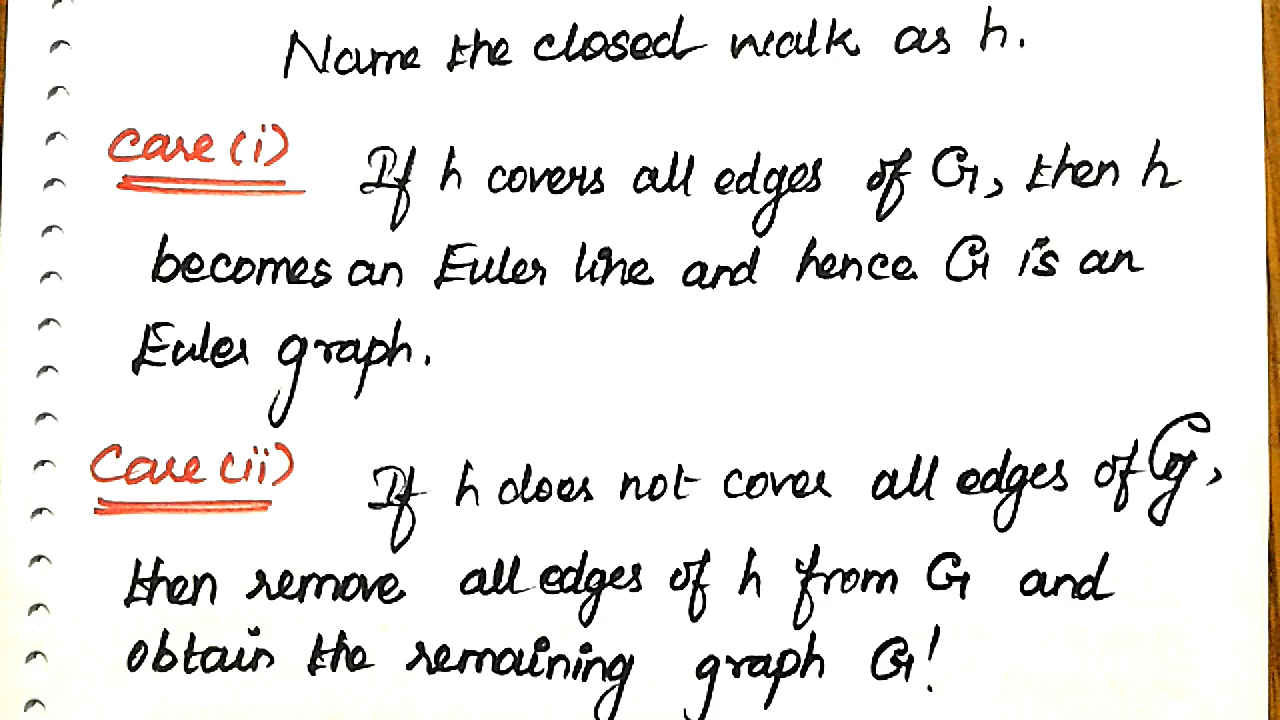 Name the closed walk as h.
Case (i) If h covers all edges of G, then h
becomes an Euler line and hence G is an
Euler graph.
Case (ii) If h does not cover all edges of G,
then remove all edges of h from G and
obtain the remaining graph G'.